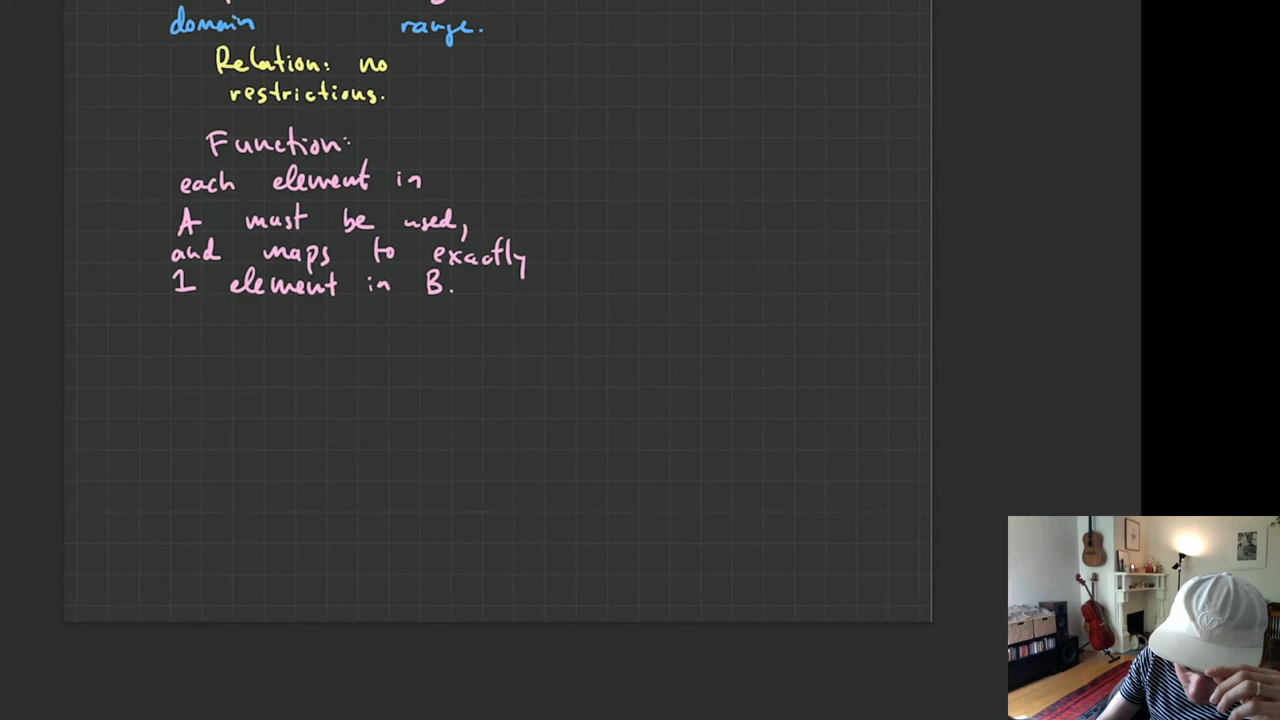 domain range.
Relation: no
restrictions.
Function:
each element in
A must be used,
and maps to exactly
1 element in B.